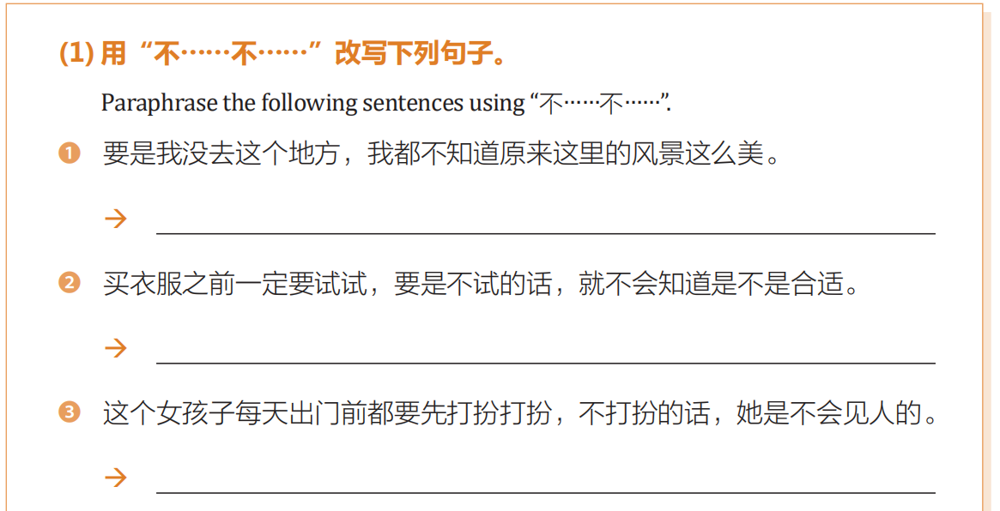 (1) 用“不……不……”改写下列句子。
Paraphrase the following sentences using “不……不……”.
1 要是我没去这个地方，我都不知道原来这里的风景这么美。
→
2 买衣服之前一定要试试，要是不试的话，就不会知道是不是合适。
→
3 这个女孩子每天出门前都要先打扮打扮，不打扮的话，她是不会见人的。
→